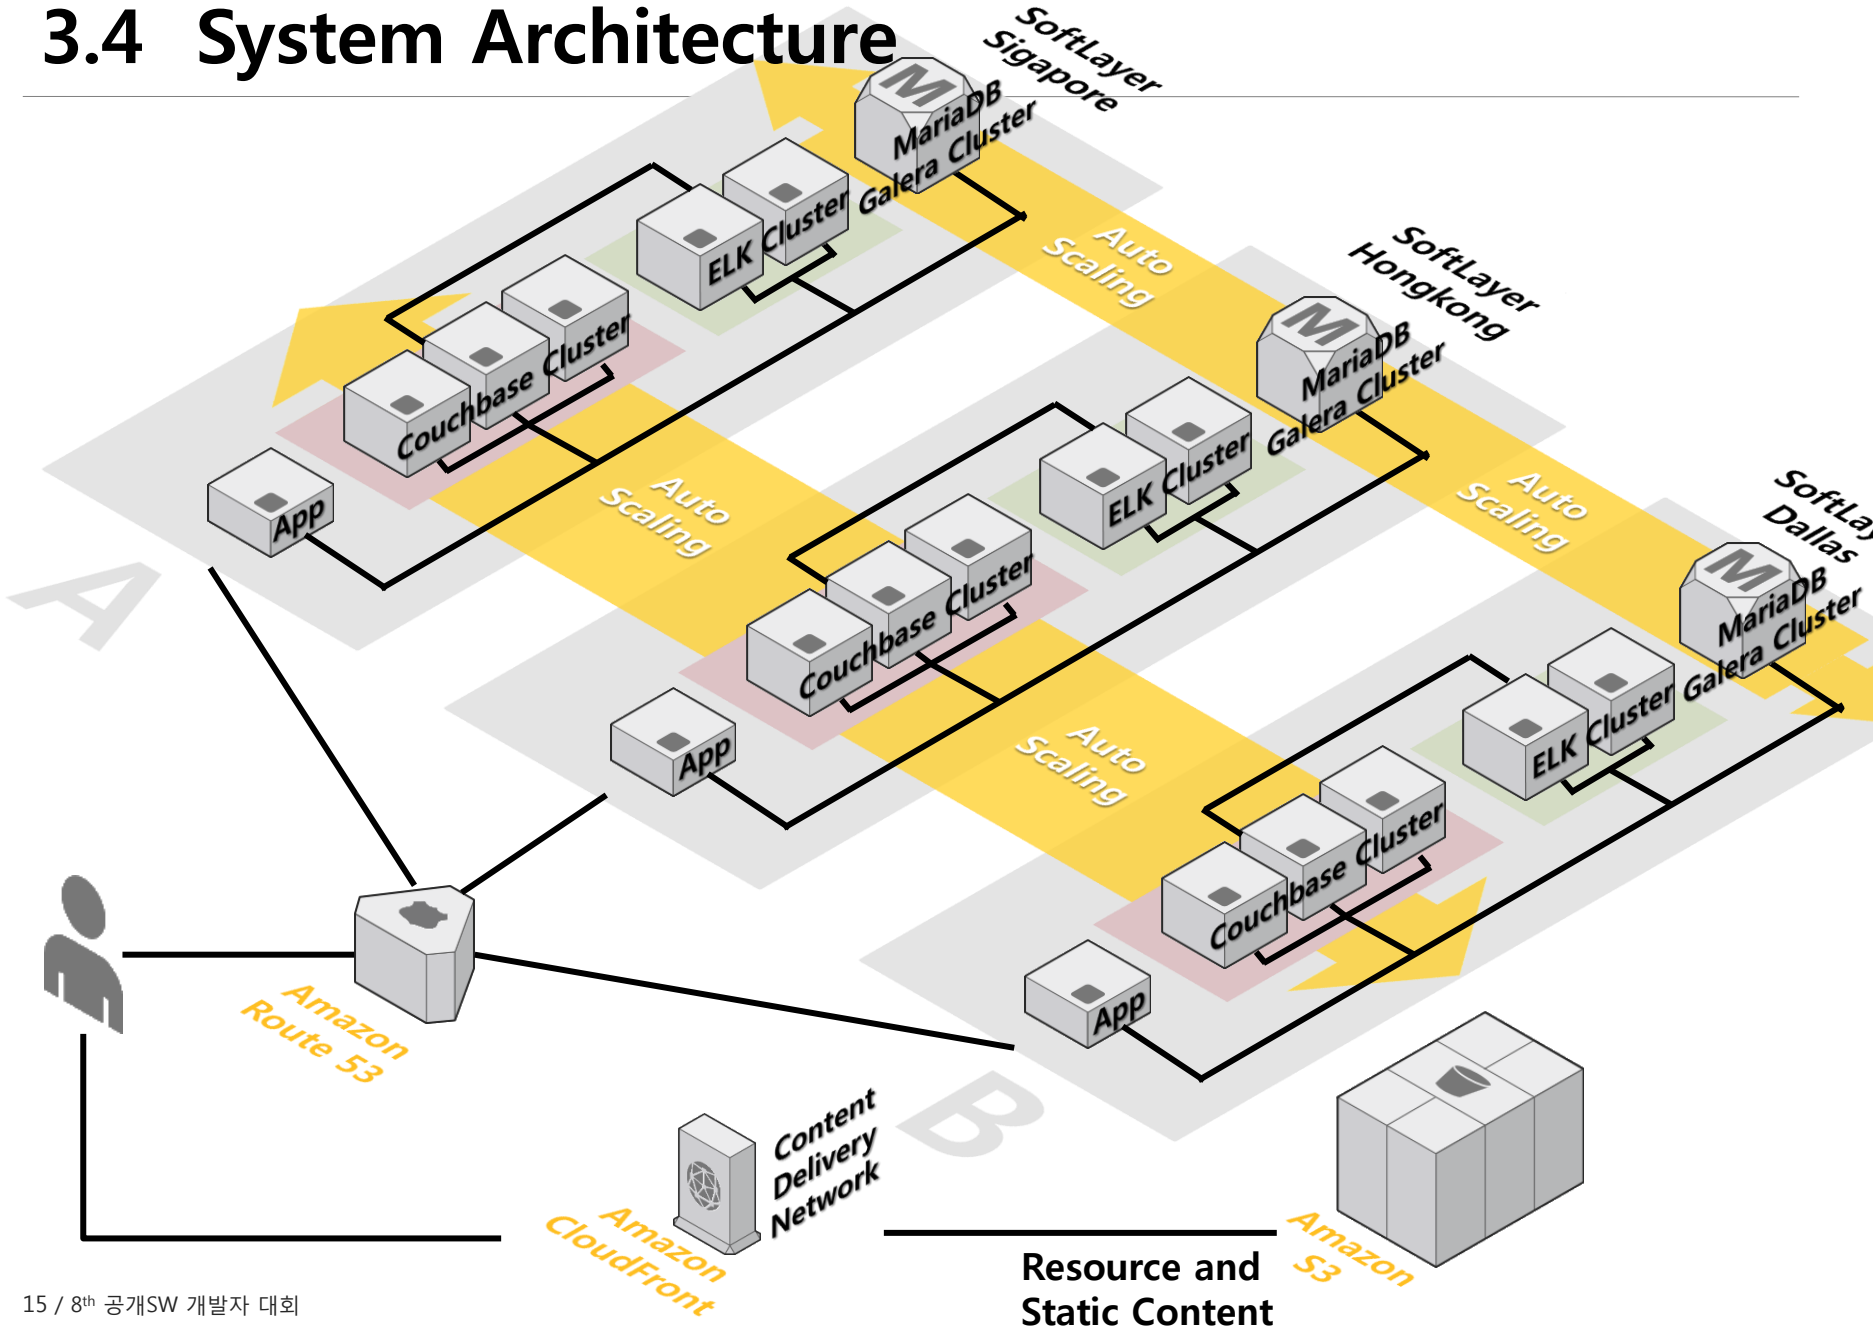 3.4 System Architecture
SoftLayer
Sigapore
M
MariaDB
Galera Cluster
ELK Cluster
Couchbase Cluster
App
Auto
Scaling
Auto
Scaling
A
SoftLayer
Hongkong
M
MariaDB
Galera Cluster
ELK Cluster
Couchbase Cluster
App
Auto
Scaling
Auto
Scaling
SoftLay
Dallas
M
MariaDB
Galera Cluster
ELK Cluster
Couchbase Cluster
App
B
Amazon
Route 53
Content
Delivery
Network
Amazon
CloudFront
Amazon
S3
Resource and
Static Content
15 / 8th 공개SW 개발자 대회